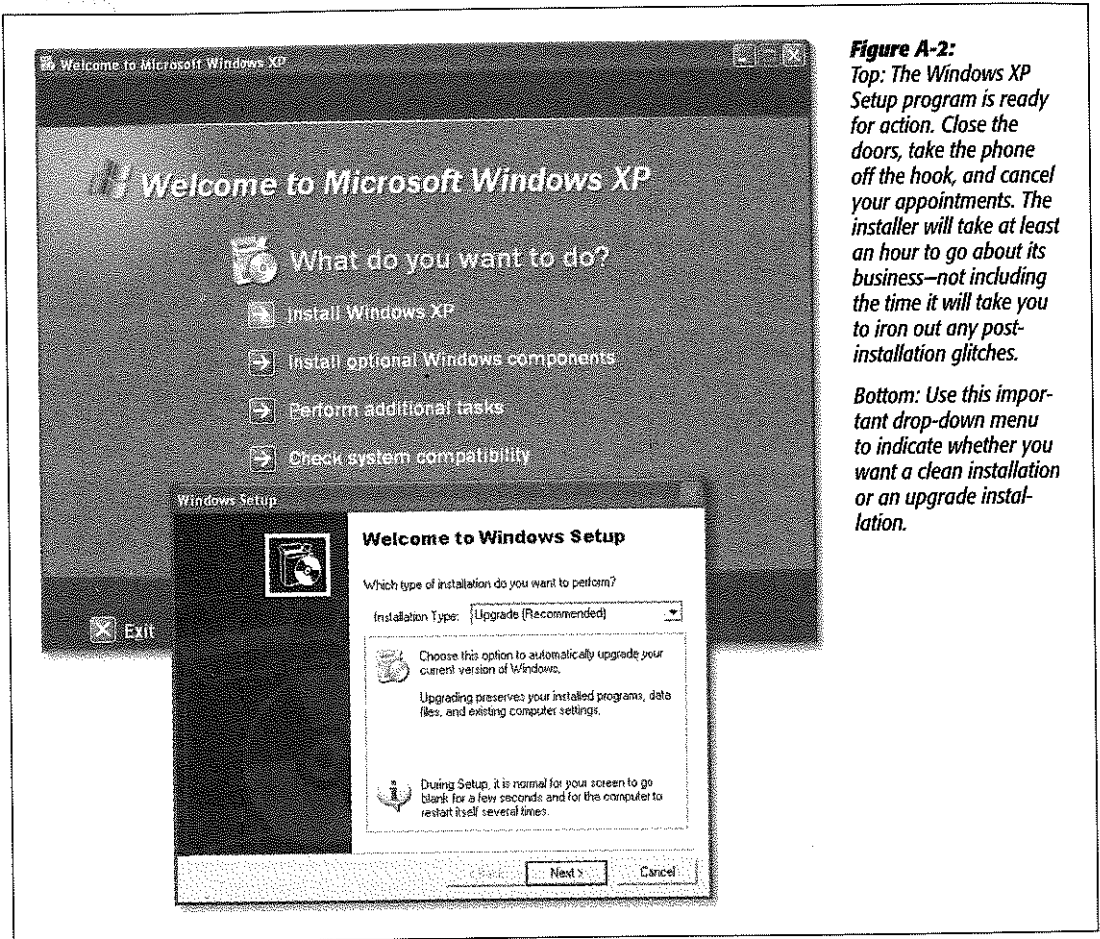 Welcome to Microsoft Windows XP
Welcome to Microsoft Windows XP
What do you want to do?
Install Windows XP
Install optional Windows components
Perform additional tasks
Check system compatibility
Exit
Windows Setup
Welcome to Windows Setup
Which type of installation do you want to perform?
Installation Type: Upgrade (Recommended)
Choose this option to automatically upgrade your
current version of Windows.
Upgrading preserves your installed programs, data
files, and existing computer settings.
During Setup, it is normal for your screen to go
blank for a few seconds and for the computer to
restart itself several times.
Next > Cancel
Figure A-2:
Top: The Windows XP
Setup program is ready
for action. Close the
doors, take the phone
off the hook, and cancel
your appointments. The
installer will take at least
an hour to go about its
business—not including
the time it will take you
to iron out any post-
installation glitches.
Bottom: Use this impor-
tant drop-down menu
to indicate whether you
want a clean installation
or an upgrade instal-
lation.